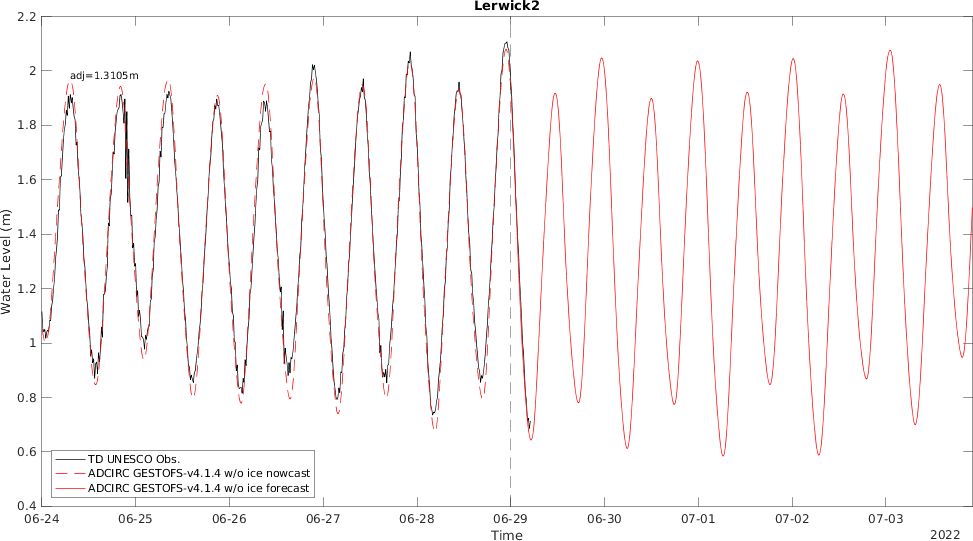 Lerwick2
adj=1.3105m
Water Level (m)
2.2
2
1.8
1.6
1.4
1.2
1
0.8
0.6
0.4
TD UNESCO Obs.
ADCIRC GESTOFS-v4.1.4 w/o ice nowcast
ADCIRC GESTOFS-v4.1.4 w/o ice forecast
06-24 06-25 06-26 06-27 06-28 06-29 06-30 07-01 07-02 07-03
Time
2022